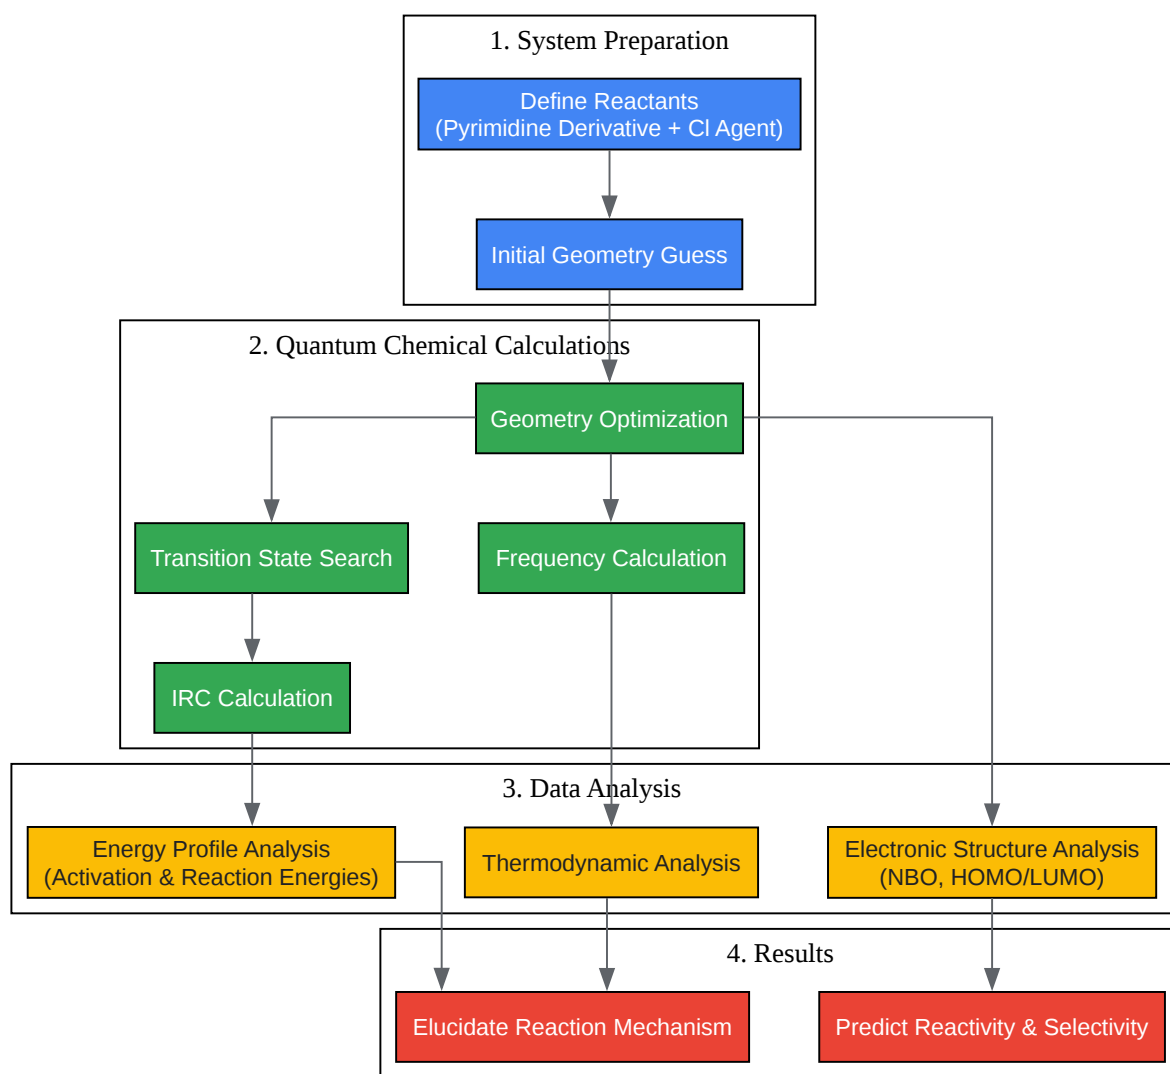 1. System Preparation
Define Reactants
(Pyrimidine Derivative + Cl Agent)
Initial Geometry Guess
2. Quantum Chemical Calculations
Geometry Optimization
Transition State Search
Frequency Calculation
IRC Calculation
3. Data Analysis
Energy Profile Analysis
(Activation & Reaction Energies)
Thermodynamic Analysis
Electronic Structure Analysis
(NBO, HOMO/LUMO)
4. Results
Elucidate Reaction Mechanism
Predict Reactivity & Selectivity